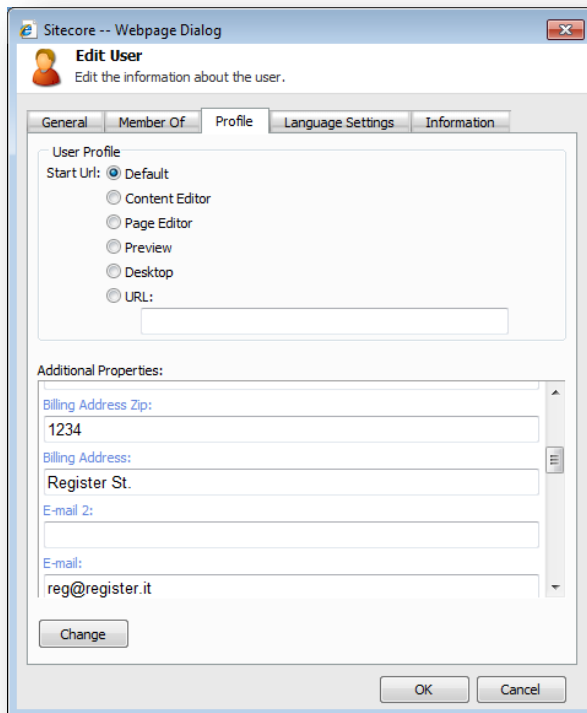 Sitecore -- Webpage Dialog
Edit User
Edit the information about the user.
General Member Of Profile Language Settings Information
User Profile
Start Url: Default
Content Editor
Page Editor
Preview
Desktop
URL:
Additional Properties:
Billing Address Zip:
1234
Billing Address:
Register St.
E-mail 2:
E-mail:
reg@register.it
Change
OK Cancel